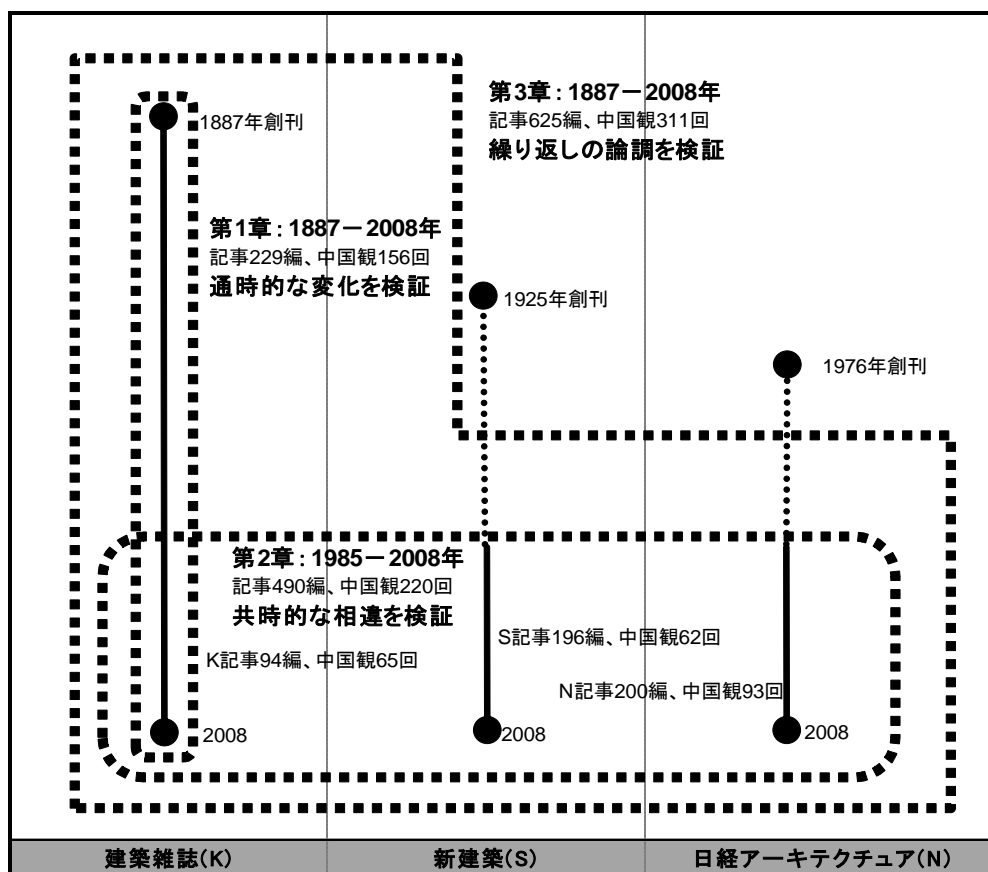 第3章：1887－2008年
記事625編、中国観311回
繰り返しの論調を検証
1887年創刊
第1章：1887－2008年
記事229編、中国観156回
通時的な変化を検証
1925年創刊
1976年創刊
第2章：1985－2008年
記事490編、中国観220回
共時的な相違を検証
K記事94編、中国観65回
S記事196編、中国観62回
N記事200編、中国観93回
2008
2008
2008
建築雑誌(K)
新建築(S)
日経アーキテクチュア(N)